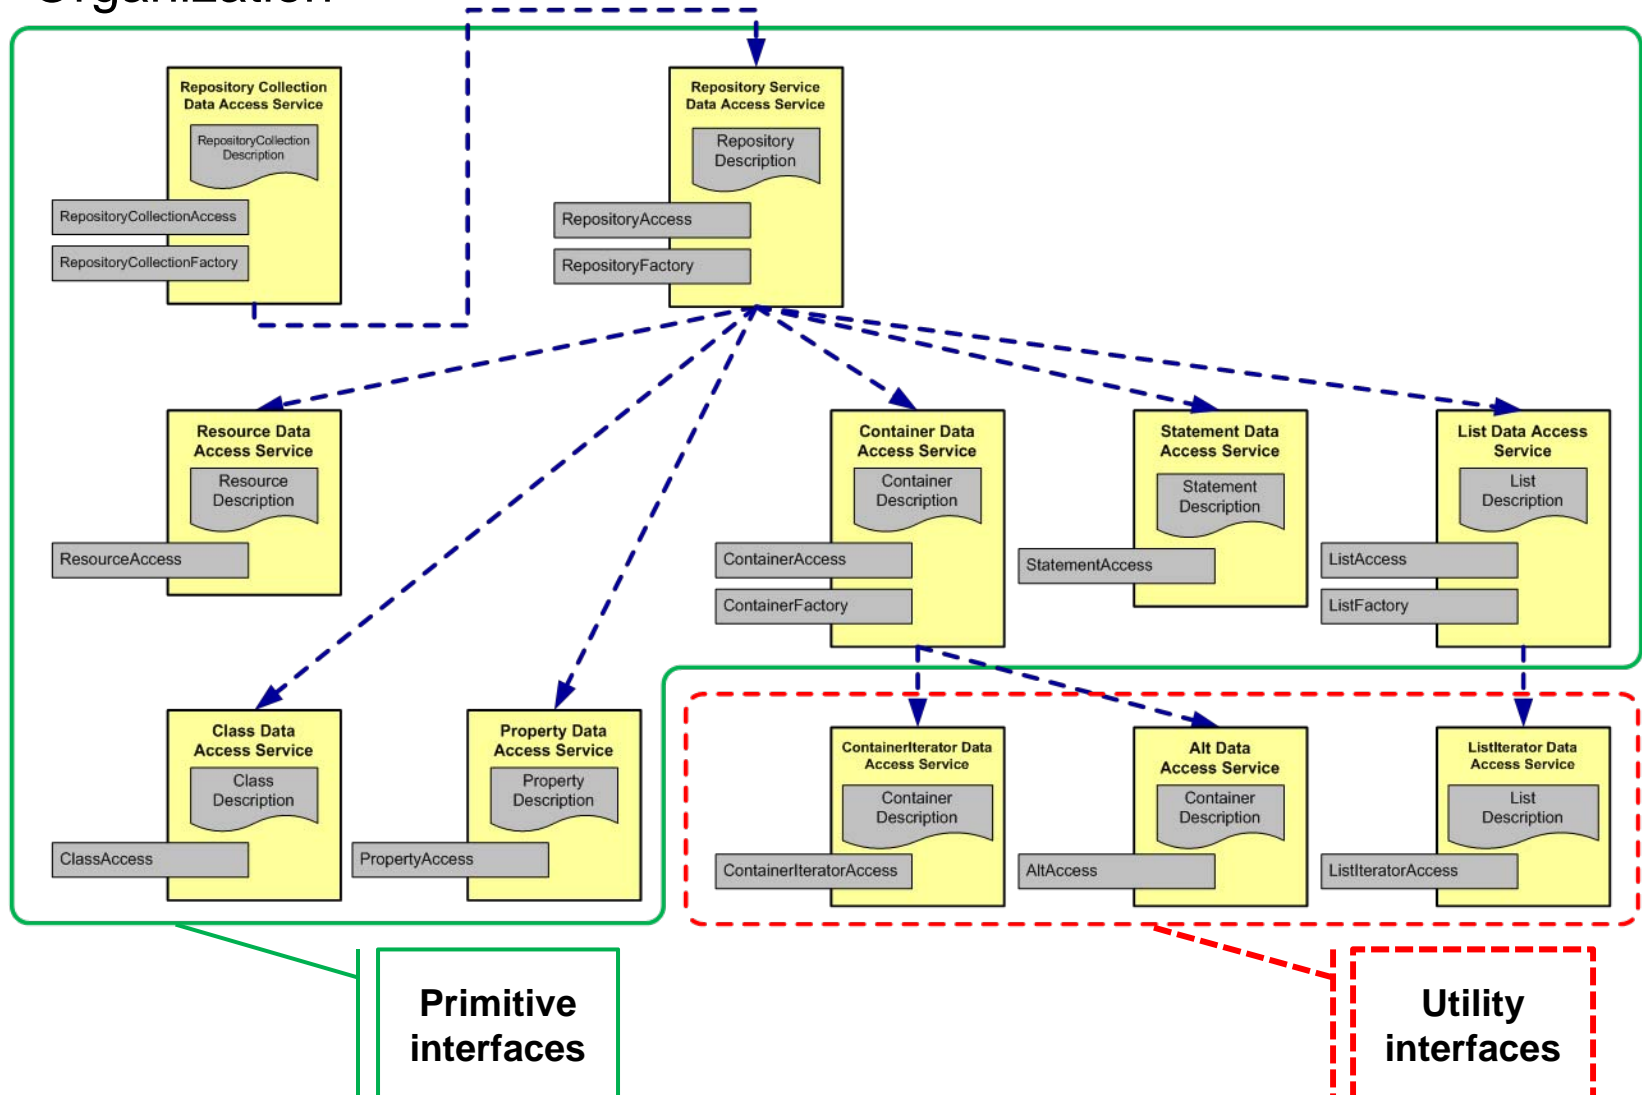 Organization
Repository Collection
Data Access Service
RepositoryCollection
Description
RepositoryCollectionAccess
RepositoryCollectionFactory
Repository Service
Data Access Service
Repository
Description
RepositoryAccess
RepositoryFactory
Resource Data
Access Service
Resource
Description
ResourceAccess
Container Data
Access Service
Container
Description
ContainerAccess
ContainerFactory
Statement Data
Access Service
Statement
Description
StatementAccess
List Data Access
Service
List
Description
ListAccess
ListFactory
Class Data
Access Service
Class
Description
ClassAccess
Property Data
Access Service
Property
Description
PropertyAccess
ContainerIterator Data
Access Service
Container
Description
ContainerIteratorAccess
Alt Data
Access Service
Container
Description
AltAccess
ListIterator Data
Access Service
List
Description
ListIteratorAccess
Primitive
interfaces
Utility
interfaces